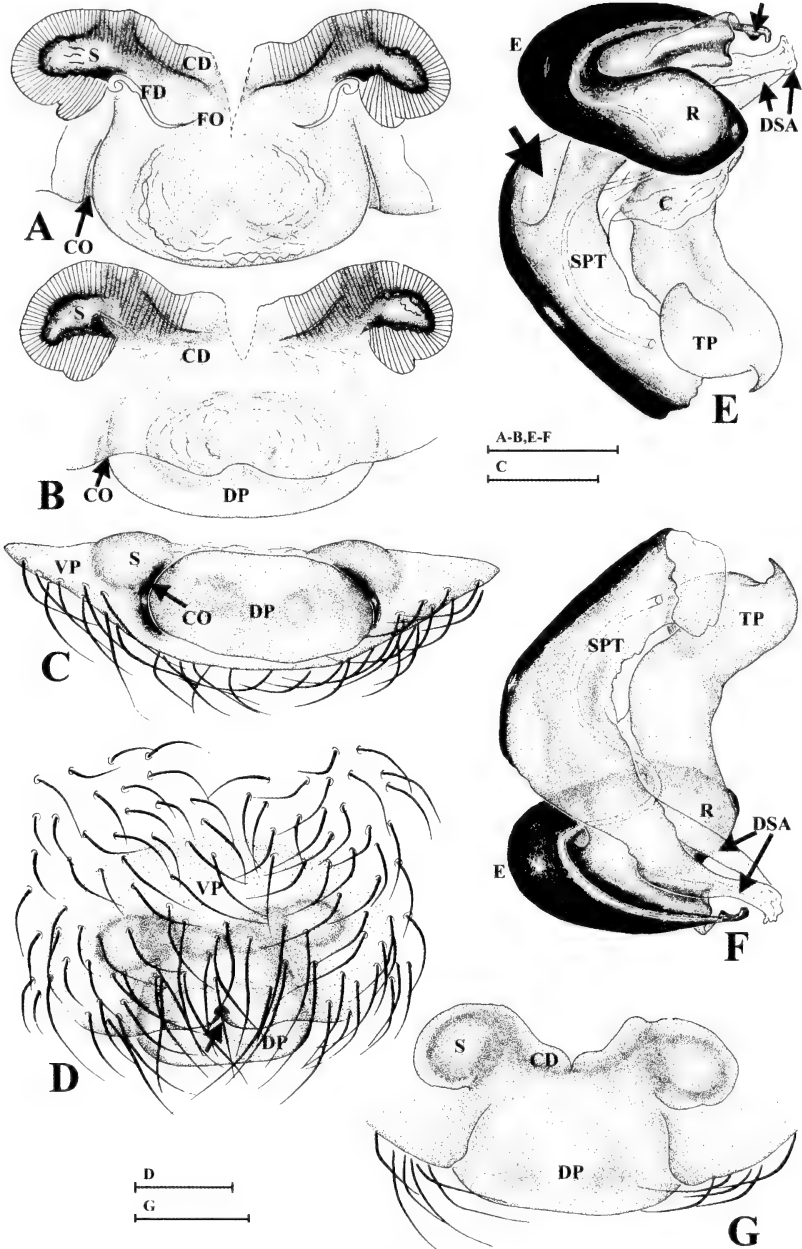 S
CD
FD
FO
A
CO
E
R
DSA
C
SPT
TP
E
S
CD
B
CO
DP
A-B,E-F
C
VP
S
CO
DP
C
SPT
TP
R
DSA
E
F
VP
DP
D
S
CD
DP
G
D
G